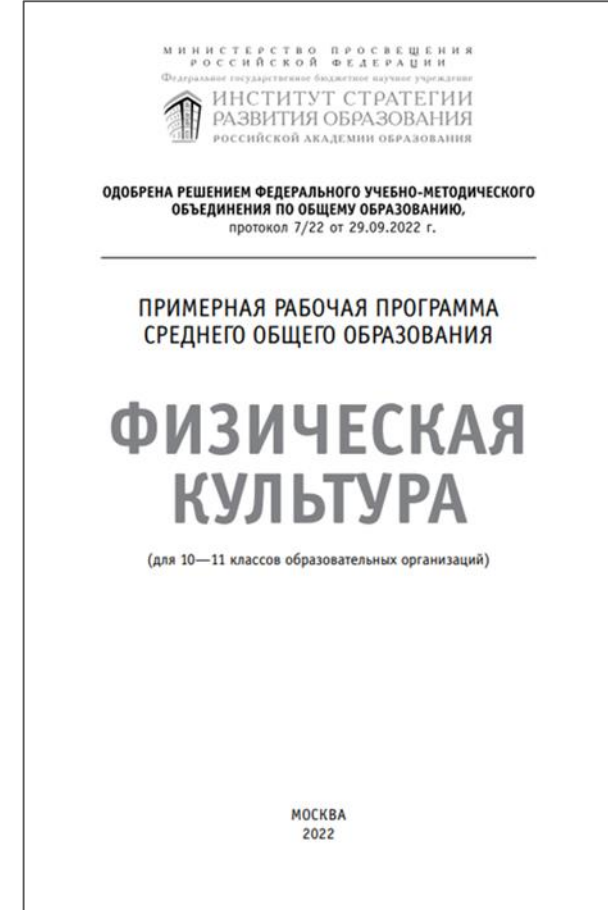 МИНИСТЕРСТВО ПРОСВЕЩЕНИЯ
РОССИЙСКОЙ ФЕДЕРАЦИИ
Федеральное государственное бюджетное научное учреждение
ИНСТИТУТ СТРАТЕГИИ
РАЗВИТИЯ ОБРАЗОВАНИЯ
РОССИЙСКОЙ АКАДЕМИИ ОБРАЗОВАНИЯ
ОДОБРЕНА РЕШЕНИЕМ ФЕДЕРАЛЬНОГО УЧЕБНО-МЕТОДИЧЕСКОГО
ОБЪЕДИНЕНИЯ ПО ОБЩЕМУ ОБРАЗОВАНИЮ,
протокол 7/22 от 29.09.2022 г.
ПРИМЕРНАЯ РАБОЧАЯ ПРОГРАММА
СРЕДНЕГО ОБЩЕГО ОБРАЗОВАНИЯ
ФИЗИЧЕСКАЯ
КУЛЬТУРА
(для 10—11 классов образовательных организаций)
МОСКВА
2022